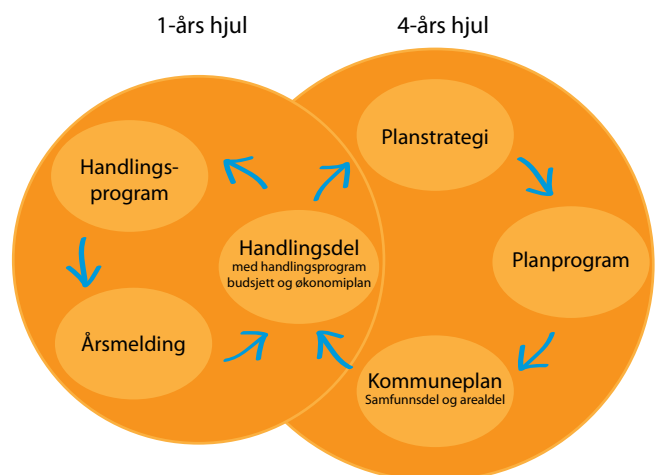 1-års hjul
4-års hjul
Handlings-
program
Årsmelding
Handlingsdel
med handlingsprogram
budsjett og økonomiplan
Planstrategi
Planprogram
Kommuneplan
Samfunnsdel og arealdel